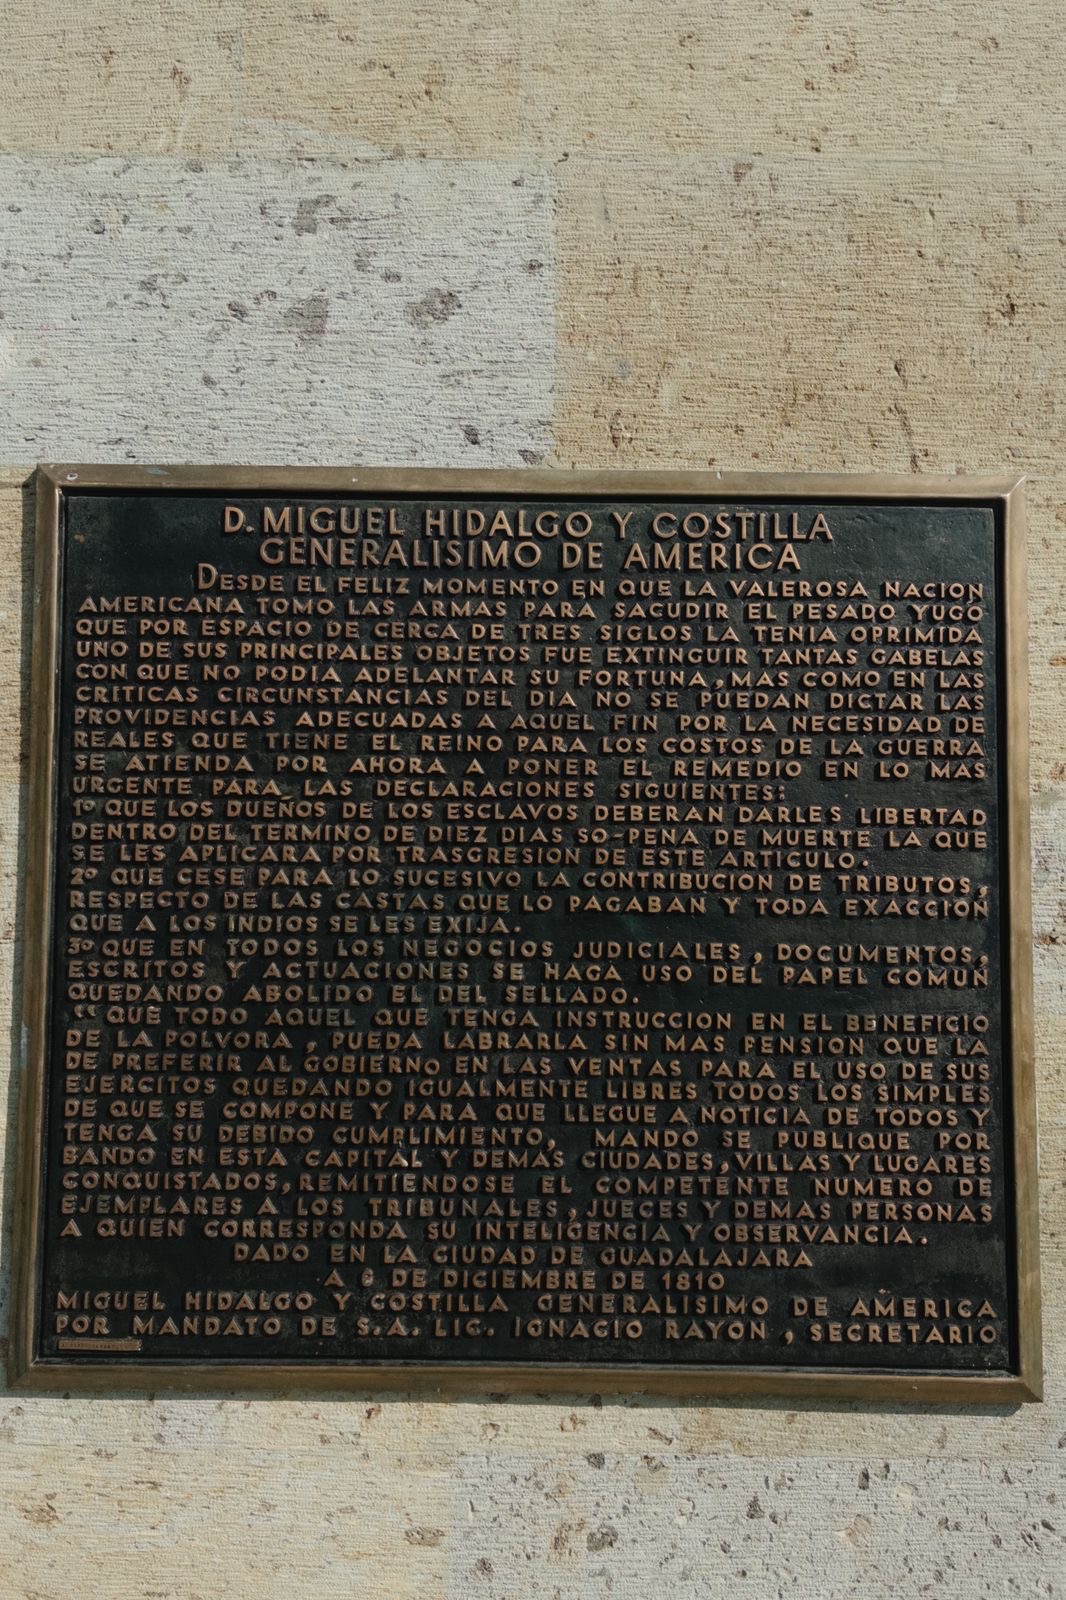 D. MIGUEL HIDALGO Y COSTILLA
GENERALISIMO DE AMERICA
DESDE EL FELIZ MOMENTO EN QUE LA VALEROSA NACION
AMERICANA TOMO LAS ARMAS PARA SACUDIR EL PESADO YUGO
QUE POR ESPACIO DE CERCA DE TRES SIGLOS LA TENIA OPRIMIDA
UNO DE SUS PRINCIPALES OBJETOS FUE EXTINGUIR TANTAS GABELAS
CON QUE NO PODIA ADELANTAR SU FORTUNA, MAS COMO EN LAS
CRITICAS CIRCUNSTANCIAS DEL DIA NO SE PUEDAN DICTAR LAS
PROVIDENCIAS ADECUADAS A AQUEL FIN POR LA NECESIDAD DE
REALES QUE TIENE EL REINO PARA LOS COSTOS DE LA GUERRA
SE ATIENDA POR AHORA A PONER EL REMEDIO EN LO MAS
URGENTE PARA LAS DECLARACIONES SIGUIENTES:
1º QUE LOS DUEÑOS DE LOS ESCLAVOS DEBERAN DARLES LIBERTAD
DENTRO DEL TERMINO DE DIEZ DIAS SO-PENA DE MUERTE LA QUE
SE LES APLICARA POR TRASGRESION DE ESTE ARTICULO.
2º QUE CESE PARA LO SUCESIVO LA CONTRIBUCION DE TRIBUTOS,
RESPECTO DE LAS CASTAS QUE LO PAGABAN Y TODA EXACCION
QUE A LOS INDIOS SE LES EXIJA.
3º QUE EN TODOS LOS NEGOCIOS JUDICIALES, DOCUMENTOS,
ESCRITOS Y ACTUACIONES SE HAGA USO DEL PAPEL COMUN
QUEDANDO ABOLIDO EL DEL SELLADO.
“QUE TODO AQUEL QUE TENGA INSTRUCCION EN EL BENEFICIO
DE LA POLVORA, PUEDA LABRARLA SIN MAS PENSION QUE LA
DE PREFERIR AL GOBIERNO EN LAS VENTAS PARA EL USO DE SUS
EJERCITOS QUEDANDO IGUALMENTE LIBRES TODOS LOS SIMPLES
DE QUE SE COMPONE Y PARA QUE LLEGUE A NOTICIA DE TODOS Y
TENGA SU DEBIDO CUMPLIMIENTO, MANDO SE PUBLIQUE POR
BANDO EN ESTA CAPITAL Y DEMAS CIUDADES, VILLAS Y LUGARES
CONQUISTADOS, REMITIENDOSE EL COMPETENTE NUMERO DE
EJEMPLARES A LOS TRIBUNALES, JUECES Y DEMAS PERSONAS
A QUIEN CORRESPONDA SU INTELIGENCIA Y OBSERVANCIA.
DADO EN LA CIUDAD DE GUADALAJARA
A DE DICIEMBRE DE 1810
MIGUEL HIDALGO Y COSTILLA GENERALISIMO DE AMERICA
POR MANDATO DE S.A. LIC. IGNACIO RAYON, SECRETARIO